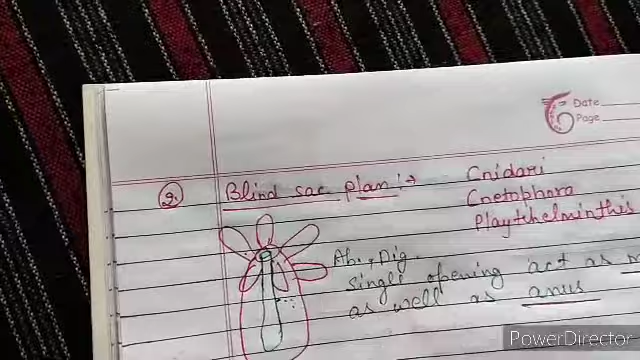 Date
Page
2. Blind sac plan :→ Cnidari
Cnetophora
Playtehelminthis
Ab. + Dig.
Single opening act as m
as well as anus
PowerDirector